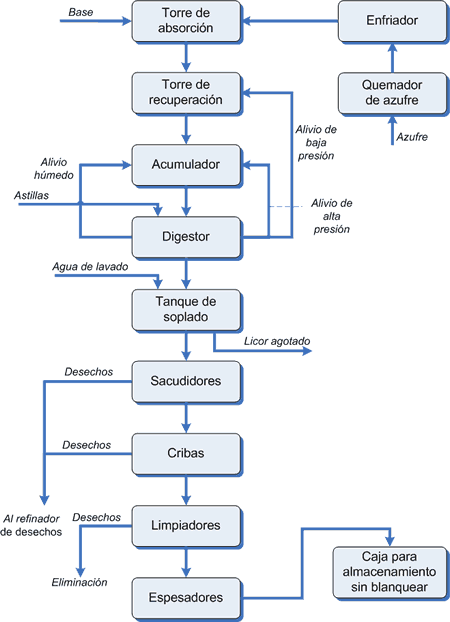 Base
Torre de
absorción
Enfriador
Torre de
recuperación
Quemador
de azufre
Azufre
Alivio de
baja
presión
Alivio
húmedo
Acumulador
Astillas
Alivio de
alta
presión
Digestor
Agua de lavado
Tanque de
soplado
Licor agotado
Desechos
Sacudidores
Desechos
Cribas
Al refinador
de desechos
Desechos
Limpiadores
Eliminación
Espesadores
Caja para
almacenamiento
sin blanquear